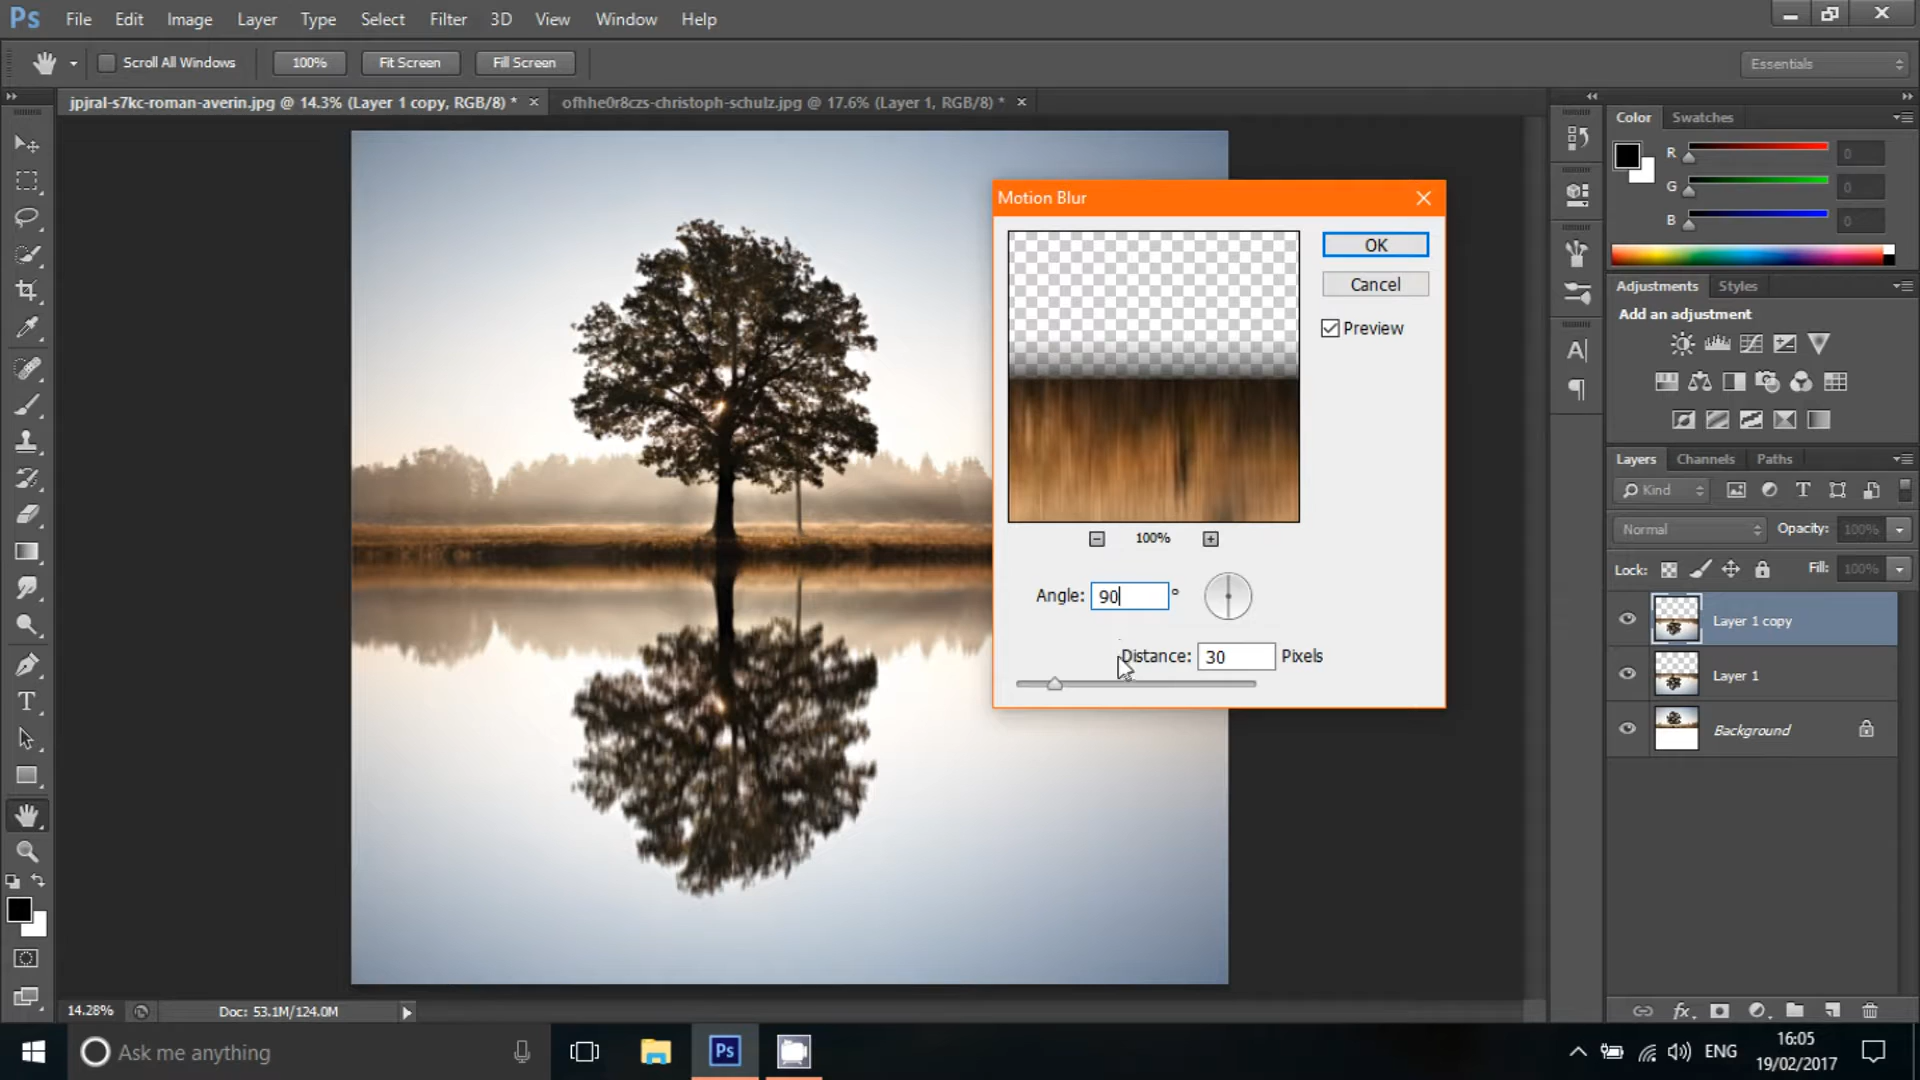 Ps File Edit Image Layer Type Select Filter 3D View Window Help
Scroll All Windows 100% Fit Screen Fill Screen Essentials
jpjral-s7kc-roman-averin.jpg @ 14.3% (Layer 1 copy, RGB/8) * ofhhe0r8czs-christoph-schulz.jpg @ 17.6% (Layer 1, RGB/8) *
Motion Blur
OK
Cancel
Preview
100%
Angle: 90 °
Distance: 30 Pixels
Color Swatches
R 0
G 0
B 0
Adjustments Styles
Add an adjustment
Layers Channels Paths
Kind
Normal Opacity: 100%
Lock: Fill: 100%
Layer 1 copy
Layer 1
Background
14.28% Doc: 53.1M/124.0M
Ask me anything
Ps
ENG
16:05
19/02/2017